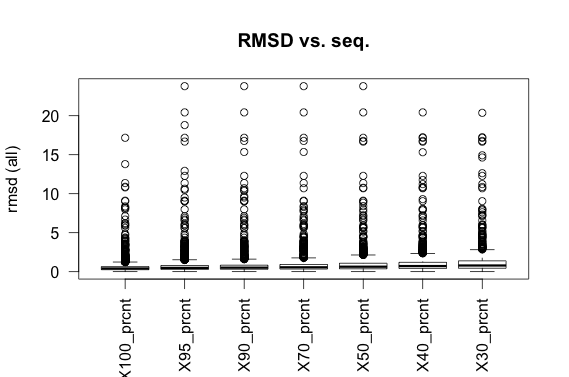 RMSD vs. seq.
rmsd (all)
20
15
10
5
0
X100_prcnt
X95_prcnt
X90_prcnt
X70_prcnt
X50_prcnt
X40_prcnt
X30_prcnt